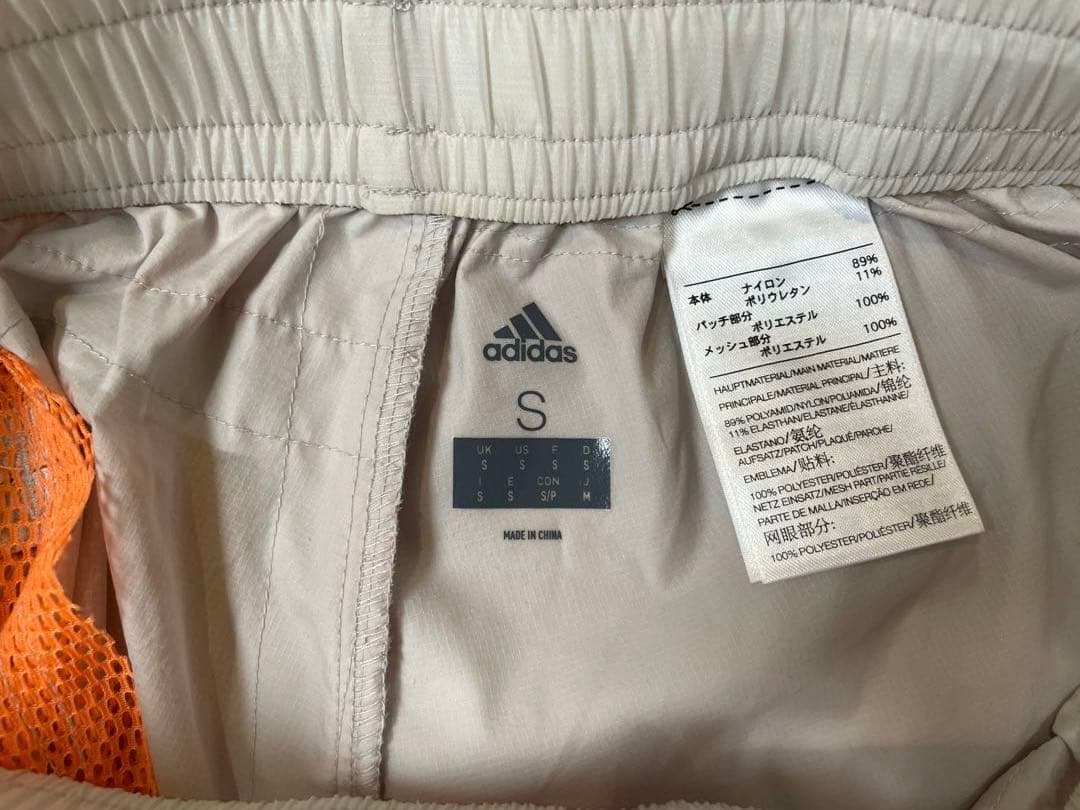 adidas
S
UK US F D
S S S S
I E CDN J
S S S/P M
MADE IN CHINA
本体 ナイロン 89%
ポリウレタン 11%
パッチ部分
ポリエステル 100%
メッシュ部分
ポリエステル 100%
HAUPTMATERIAL/MAIN MATERIAL/MATIERE
PRINCIPALE/MATERIAL PRINCIPAL/主料:
89% POLYAMID/NYLON/POLIAMIDA/锦纶
11% ELASTHAN/ELASTANE/ÉLASTHANNE/
ELASTANO/氨纶
AUFSATZ/PATCH/PLAQUÉ/PARCHE/
EMBLEMA/贴料:
100% POLYESTER/POLIÉSTER/聚酯纤维
NETZ EINSATZ/MESH PART/PARTIE RÉSILLE/
PARTE DE MALLA/INSERÇÃO EM REDE/
网眼部分:
100% POLYESTER/POLIÉSTER/聚酯纤维